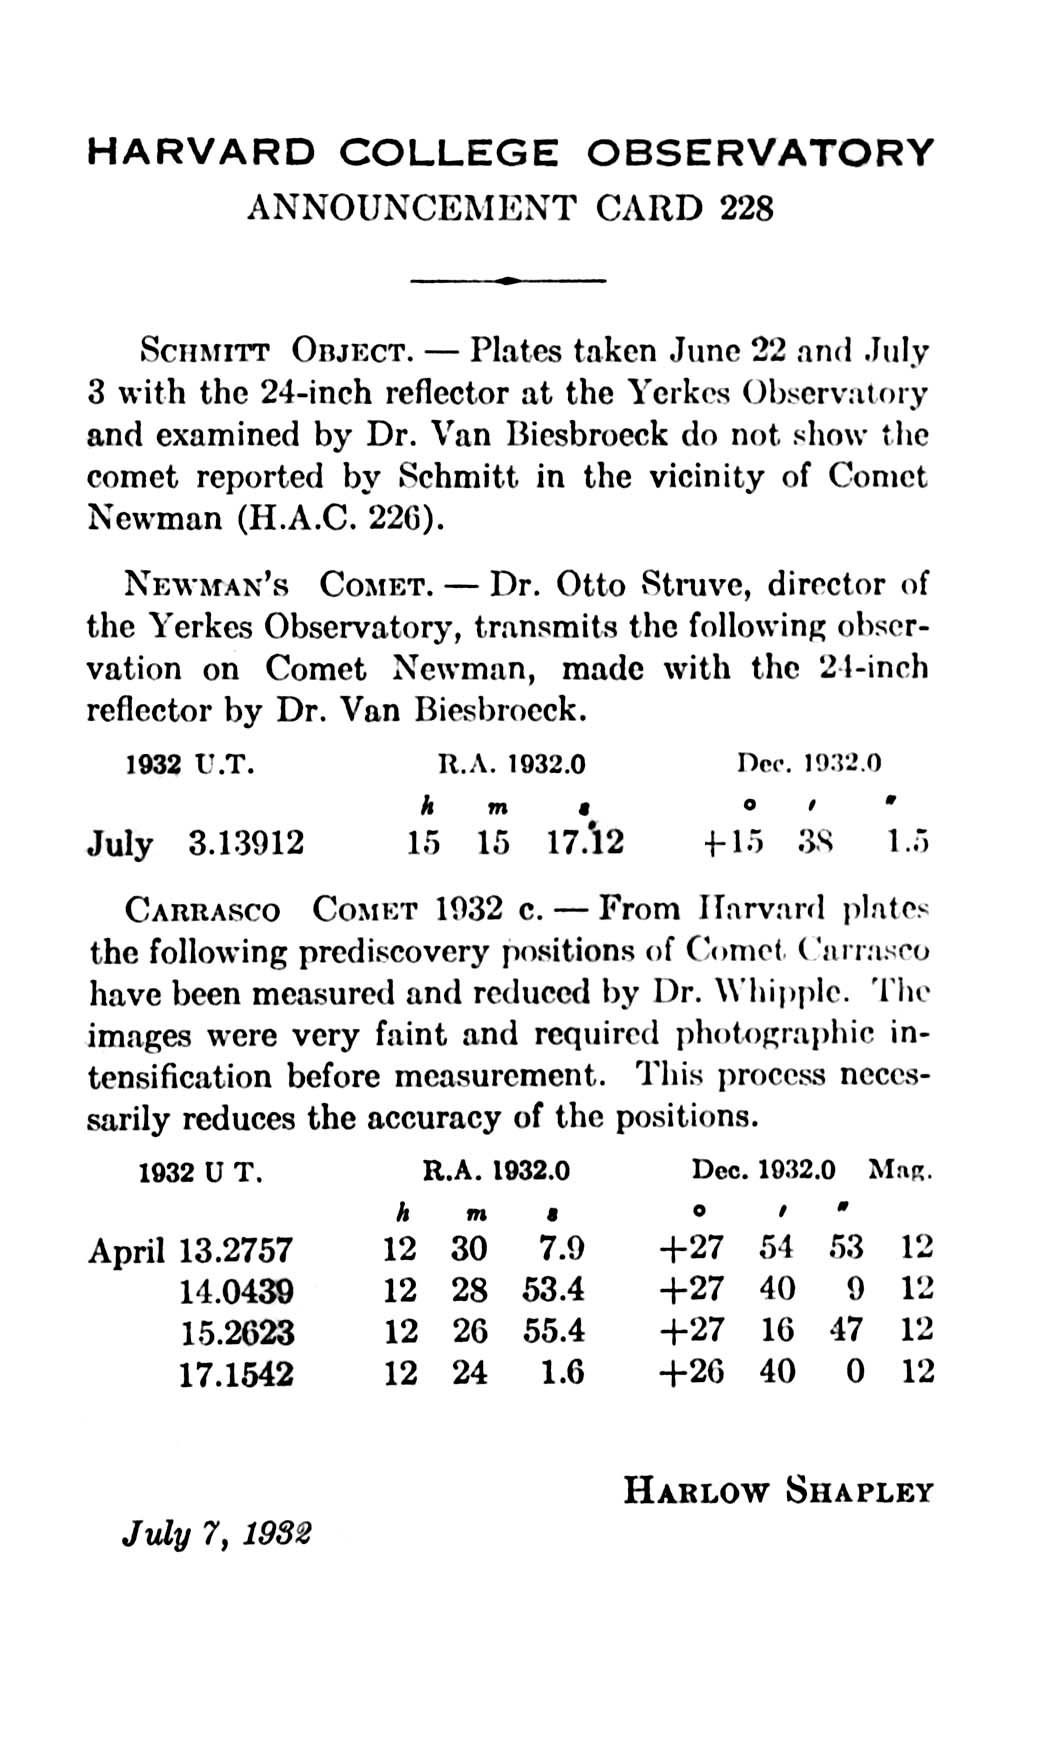 HARVARD COLLEGE OBSERVATORY
ANNOUNCEMENT CARD 228
SCHMITT OBJECT. — Plates taken June 22 and July
3 with the 24-inch reflector at the Yerkes Observatory
and examined by Dr. Van Biesbroeck do not show the
comet reported by Schmitt in the vicinity of Comet
Newman (H.A.C. 226).
NEWMAN'S COMET. — Dr. Otto Struve, director of
the Yerkes Observatory, transmits the following obser-
vation on Comet Newman, made with the 24-inch
reflector by Dr. Van Biesbroeck.
1932 U.T. R.A. 1932.0 Dec. 1932.0
h m s ° ′ ″
July 3.13912 15 15 17.12 +15 38 1.5
CARRASCO COMET 1932 c. — From Harvard plates
the following prediscovery positions of Comet Carrasco
have been measured and reduced by Dr. Whipple. The
images were very faint and required photographic in-
tensification before measurement. This process neces-
sarily reduces the accuracy of the positions.
1932 U T. R.A. 1932.0 Dec. 1932.0 Mag.
h m s ° ′ ″
April 13.2757 12 30 7.9 +27 54 53 12
14.0439 12 28 53.4 +27 40 9 12
15.2623 12 26 55.4 +27 16 47 12
17.1542 12 24 1.6 +26 40 0 12
HARLOW SHAPLEY
July 7, 1932